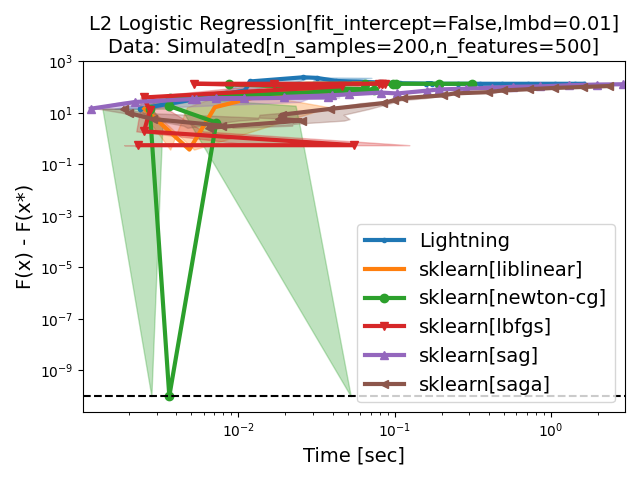 L2 Logistic Regression[fit_intercept=False,lmbd=0.01]
Data: Simulated[n_samples=200,n_features=500]
F(x) - F(x*)
10^3
10^1
10^-1
10^-3
10^-5
10^-7
10^-9
Lightning
sklearn[liblinear]
sklearn[newton-cg]
sklearn[lbfgs]
sklearn[sag]
sklearn[saga]
10^-2
10^-1
10^0
Time [sec]